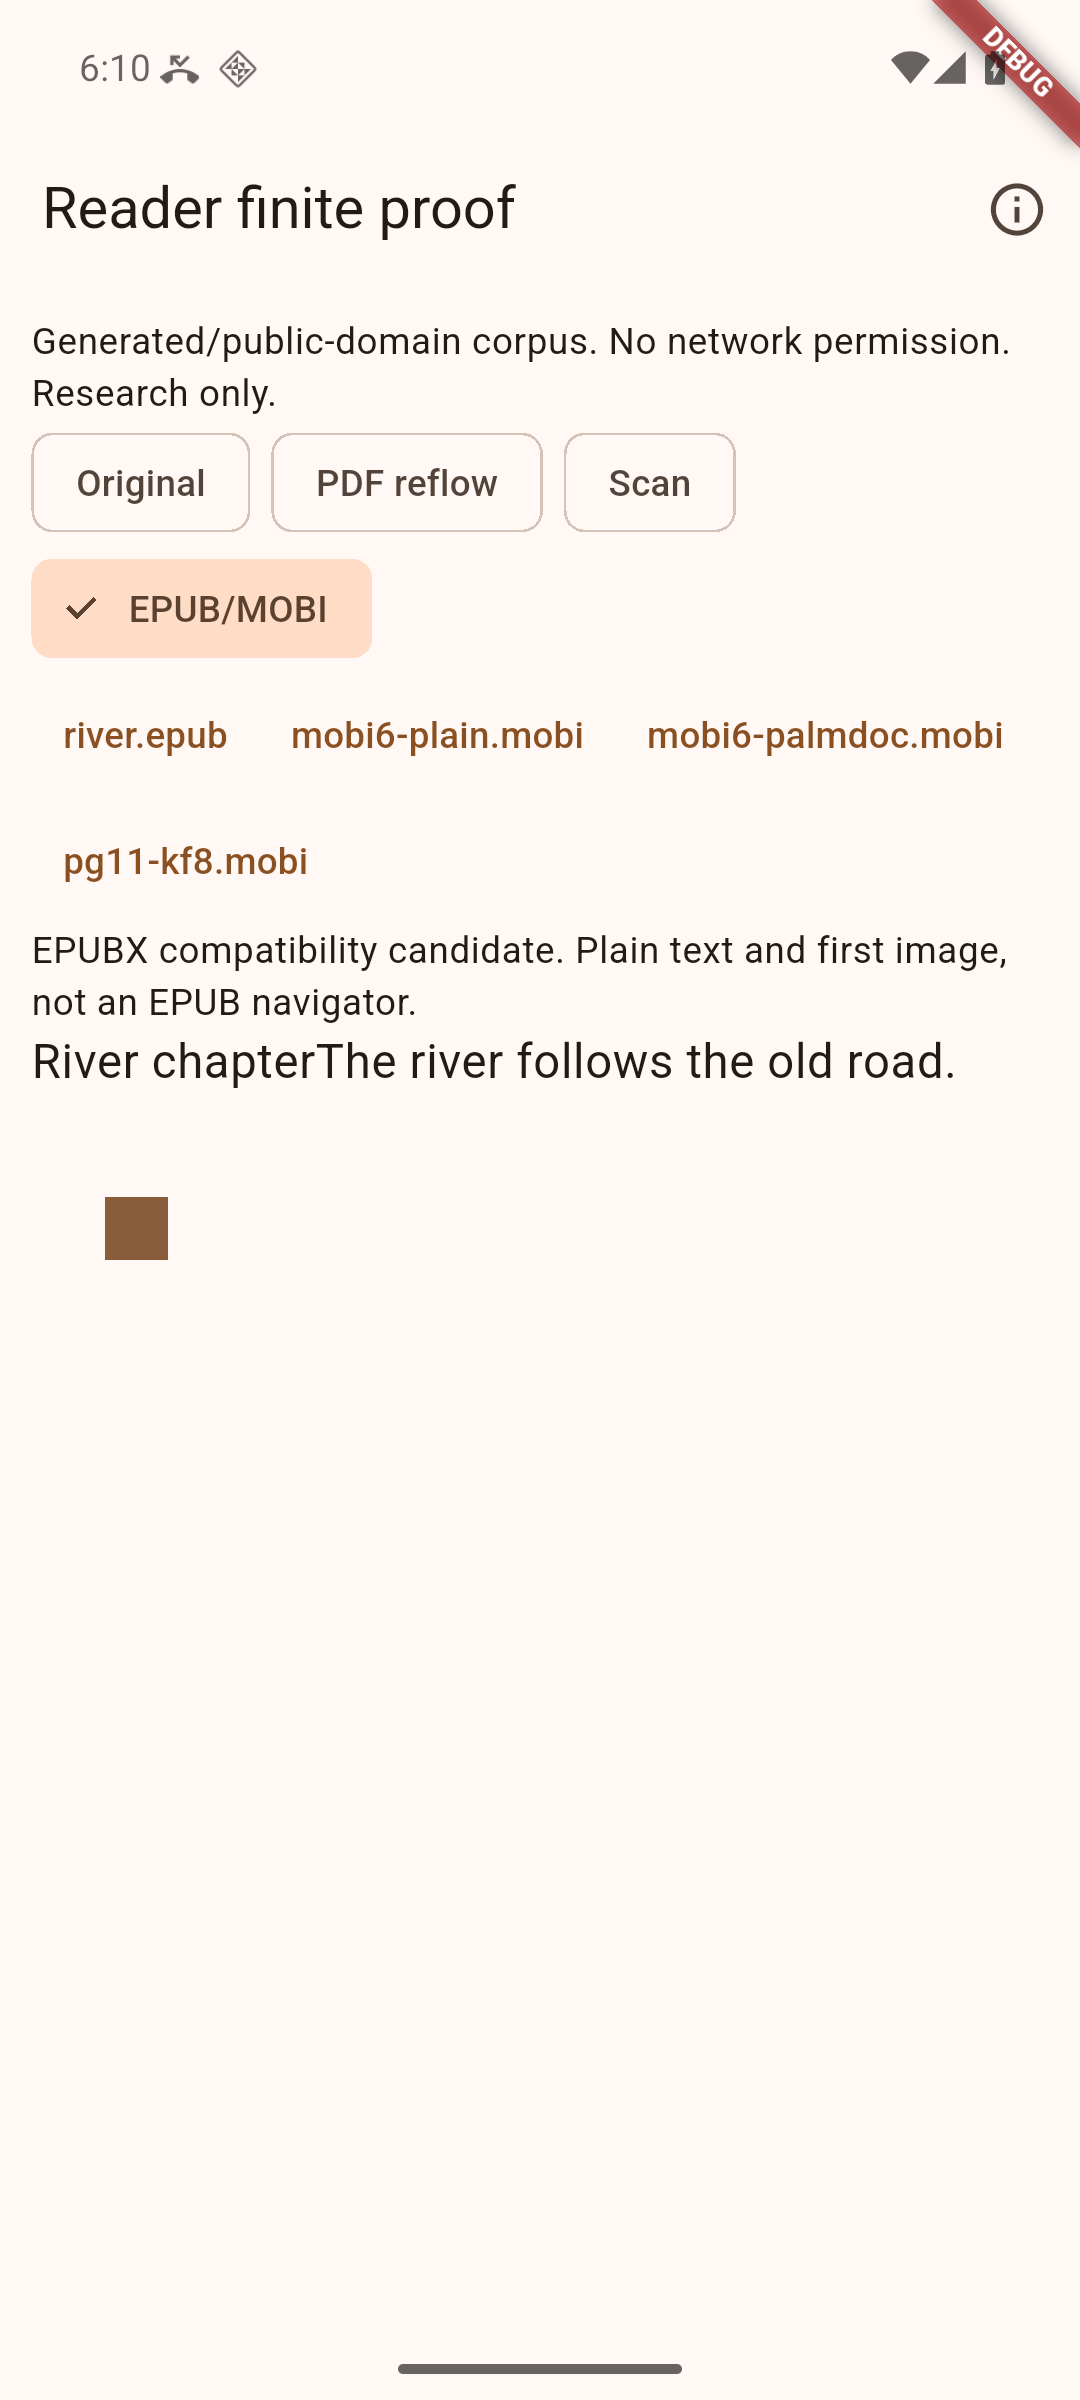 6:10
DEBUG
Reader finite proof
Generated/public-domain corpus. No network permission.
Research only.
Original PDF reflow Scan
EPUB/MOBI
river.epub mobi6-plain.mobi mobi6-palmdoc.mobi
pg11-kf8.mobi
EPUBX compatibility candidate. Plain text and first image,
not an EPUB navigator.
River chapterThe river follows the old road.